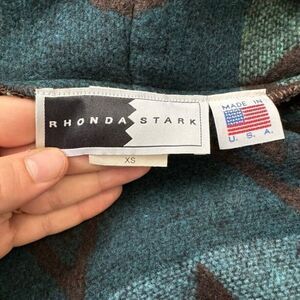 RHONDA STARK
XS
MADE IN
U.S.A.